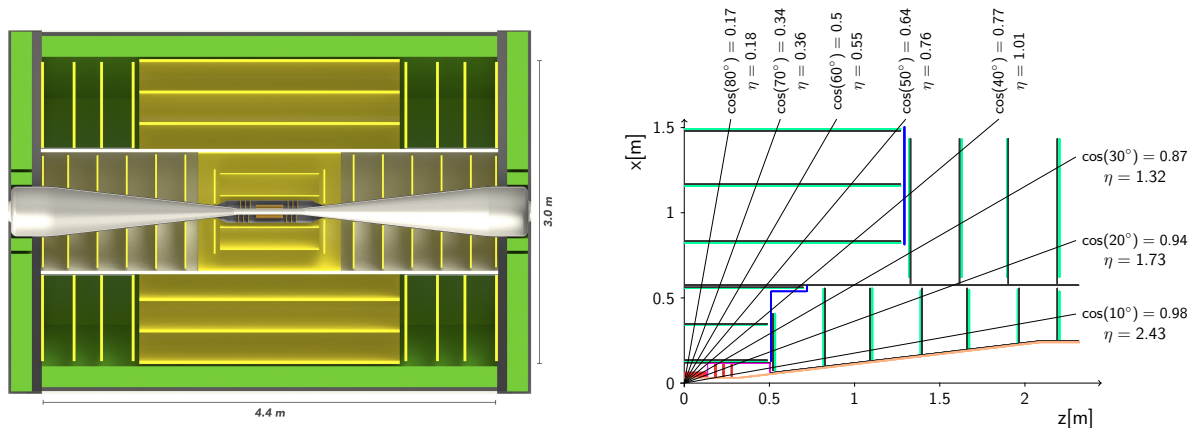 3.0 m
4.4 m
cos(80°) = 0.17
η = 0.18
cos(70°) = 0.34
η = 0.36
cos(60°) = 0.5
η = 0.55
cos(50°) = 0.64
η = 0.76
cos(40°) = 0.77
η = 1.01
cos(30°) = 0.87
η = 1.32
cos(20°) = 0.94
η = 1.73
cos(10°) = 0.98
η = 2.43
x[m]
1.5
1
0.5
0
0
0.5
1
1.5
2
z[m]